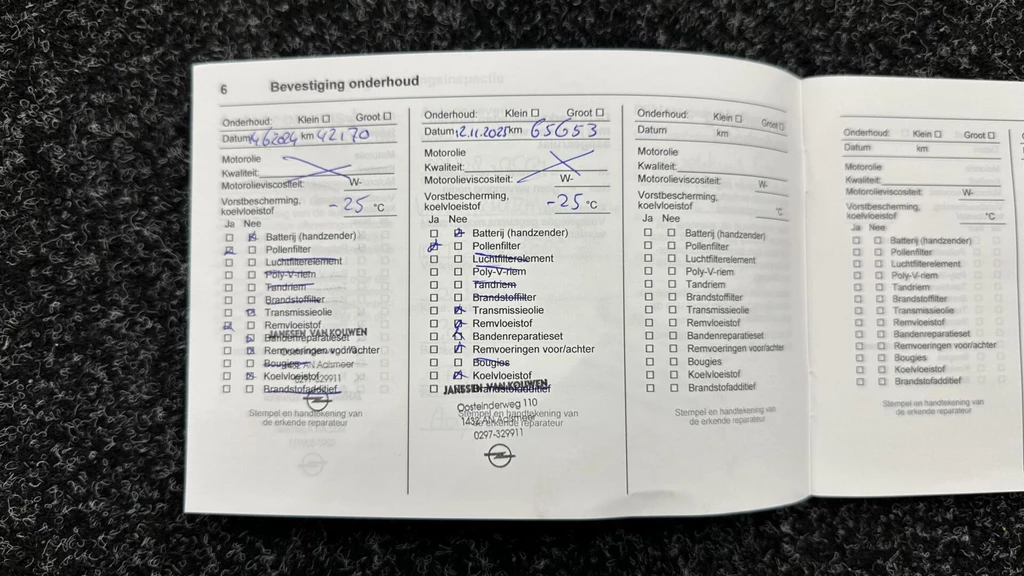 6 Bevestiging onderhoud
Onderhoud: Klein Groot
Datum 14 6 2024 km 42170
Motorolie
Kwaliteit:
Motorolieviscositeit: W-
Vorstbescherming,
koelvloeistof -25 °C
Ja Nee
Batterij (handzender)
Pollenfilter
Luchtfilterelement
Poly-V-riem
Tandriem
Brandstoffilter
Transmissieolie
Remvloeistof
JANSSEN VAN KOUWEN
Bandenreparatieset
Remvoeringen voor/achter
Bougies
AN Aalsmeer
Koelvloeistof
0297-329911
Brandstofadditief
Stempel en handtekening van
de erkende reparateur
Onderhoud: Klein Groot
Datum 12.11.2025 km 65653
Motorolie
Kwaliteit:
Motorolieviscositeit: W-
Vorstbescherming,
koelvloeistof -25 °C
Ja Nee
Batterij (handzender)
Pollenfilter
Luchtfilterelement
Poly-V-riem
Tandriem
Brandstoffilter
Transmissieolie
Remvloeistof
Bandenreparatieset
Remvoeringen voor/achter
Bougies
Koelvloeistof
JANSSEN VAN KOUWEN
Brandstofadditief
Oosteinderweg 110
Stempel en handtekening van
1432 AN Aalsmeer
de erkende reparateur
0297-329911
Onderhoud: Klein Groot
Datum km
Motorolie
Kwaliteit:
Motorolieviscositeit: W-
Vorstbescherming,
koelvloeistof °C
Ja Nee
Batterij (handzender)
Pollenfilter
Luchtfilterelement
Poly-V-riem
Tandriem
Brandstoffilter
Transmissieolie
Remvloeistof
Bandenreparatieset
Remvoeringen voor/achter
Bougies
Koelvloeistof
Brandstofadditief
Stempel en handtekening van
de erkende reparateur
Onderhoud: Klein Groot
Datum km
Motorolie
Kwaliteit:
Motorolieviscositeit: W-
Vorstbescherming,
koelvloeistof °C
Ja Nee
Batterij (handzender)
Pollenfilter
Luchtfilterelement
Poly-V-riem
Tandriem
Brandstoffilter
Transmissieolie
Remvloeistof
Bandenreparatieset
Remvoeringen voor/achter
Bougies
Koelvloeistof
Brandstofadditief
Stempel en handtekening van
de erkende reparateur